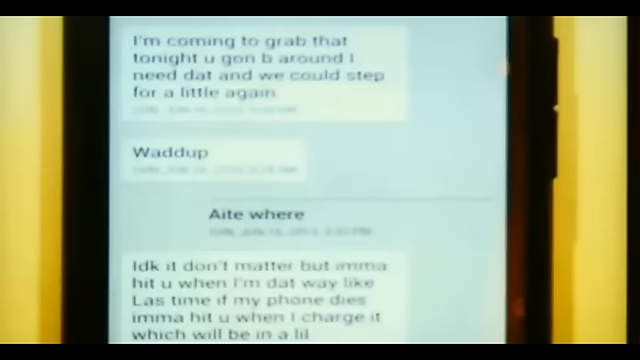 I'm coming to grab that
tonight u gon b around I
need dat and we could step
for a little again
Waddup
Aite where
Idk it don't matter but imma
hit u when I'm dat way like
Las time if my phone dies
imma hit u when I charge it
which will be in a lil